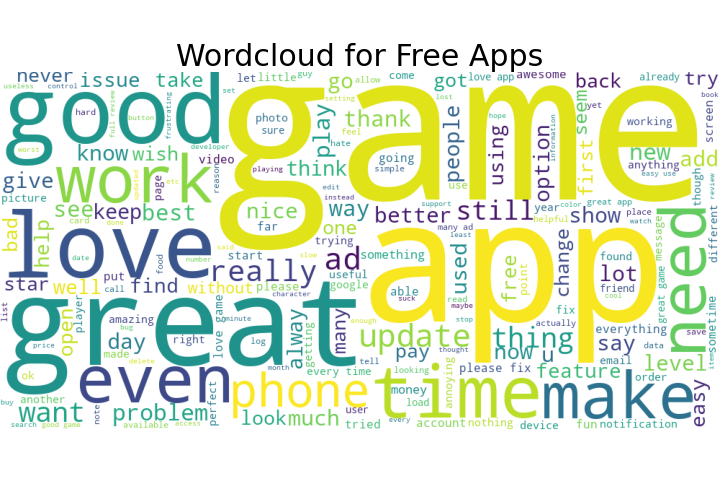 Wordcloud for Free Apps
never issue take let little guy go allow come got love app awesome back already try
useless control set setting lost yet book
good game app great love work
hard full review button frustrating photo sure play thank people using option seem working screen
worst developer hate feel hope information
know wish video think going simple first new anything add
give updated page etc reason playing edit instead use support easy use though review
picture see keep best nice way better still year color great app show place different
bad help card done said far one many ad least helpful change watch message need
date food number start trying really ad something used free point found lot friend cool
star well call put find without please slow useful google able suck read maybe
list player open bug amazing right love game minute character log always getting many enough update stop fix actually everything great game save sometime
price day made delete month every time tell thought thing now u say email data level item
ok even phone time make
looking pay annoying please fix feature order easy
buy another note perfect money load
want problem look much user tried every account nothing device fun notification
search good game available access